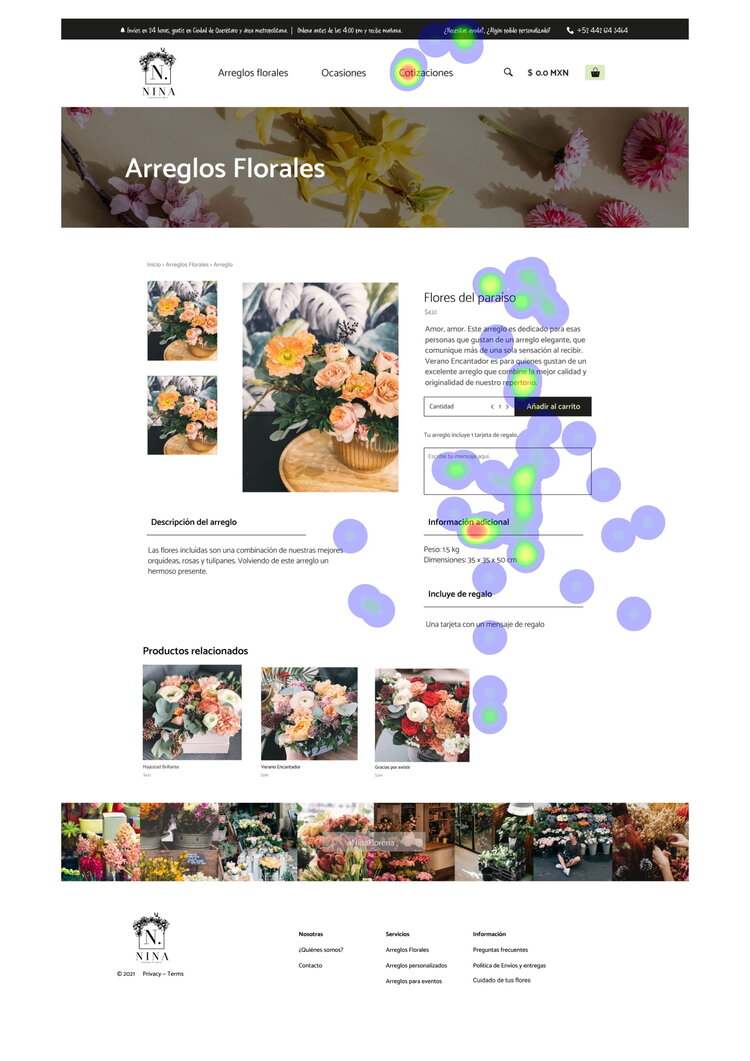 Envios en 24 horas, gratis en Ciudad de Querétaro y área metropolitana. | Ordena antes de las 4:00 pm y recibe mañana.
¿Necesitas ayuda?, ¿Algún pedido personalizado?
+52 442 674 3464
N.
NINA
Arreglos florales
Ocasiones
Cotizaciones
$ 0.0 MXN
Arreglos Florales
Inicio > Arreglos Florales > Arreglo
Flores del paraíso
$432
Amor, amor. Este arreglo es dedicado para esas
personas que gustan de un arreglo elegante, que
comunique más de una sola sensación al recibir.
Verano Encantador es para quienes gustan de un
excelente arreglo que combine la mejor calidad y
originalidad de nuestro repertorio.
Cantidad
< 1 >
Añadir al carrito
Tu arreglo incluye 1 tarjeta de regalo.
Escribe tu mensaje aquí.
Descripción del arreglo
Las flores incluidas son una combinación de nuestras mejores
orquídeas, rosas y tulipanes. Volviendo de este arreglo un
hermoso presente.
Información adicional
Peso: 1.5 kg
Dimensiones: 35 x 35 x 50 cm
Incluye de regalo
Una tarjeta con un mensaje de regalo
Productos relacionados
Majestad Brillante
Verano Encantador
Gracias por existir
#NinaFlorería
N.
NINA
© 2021 Privacy – Terms
Nosotras
¿Quiénes somos?
Contacto
Servicios
Arreglos Florales
Arreglos personalizados
Arreglos para eventos
Información
Preguntas frecuentes
Política de Envíos y entregas
Cuidado de tus flores